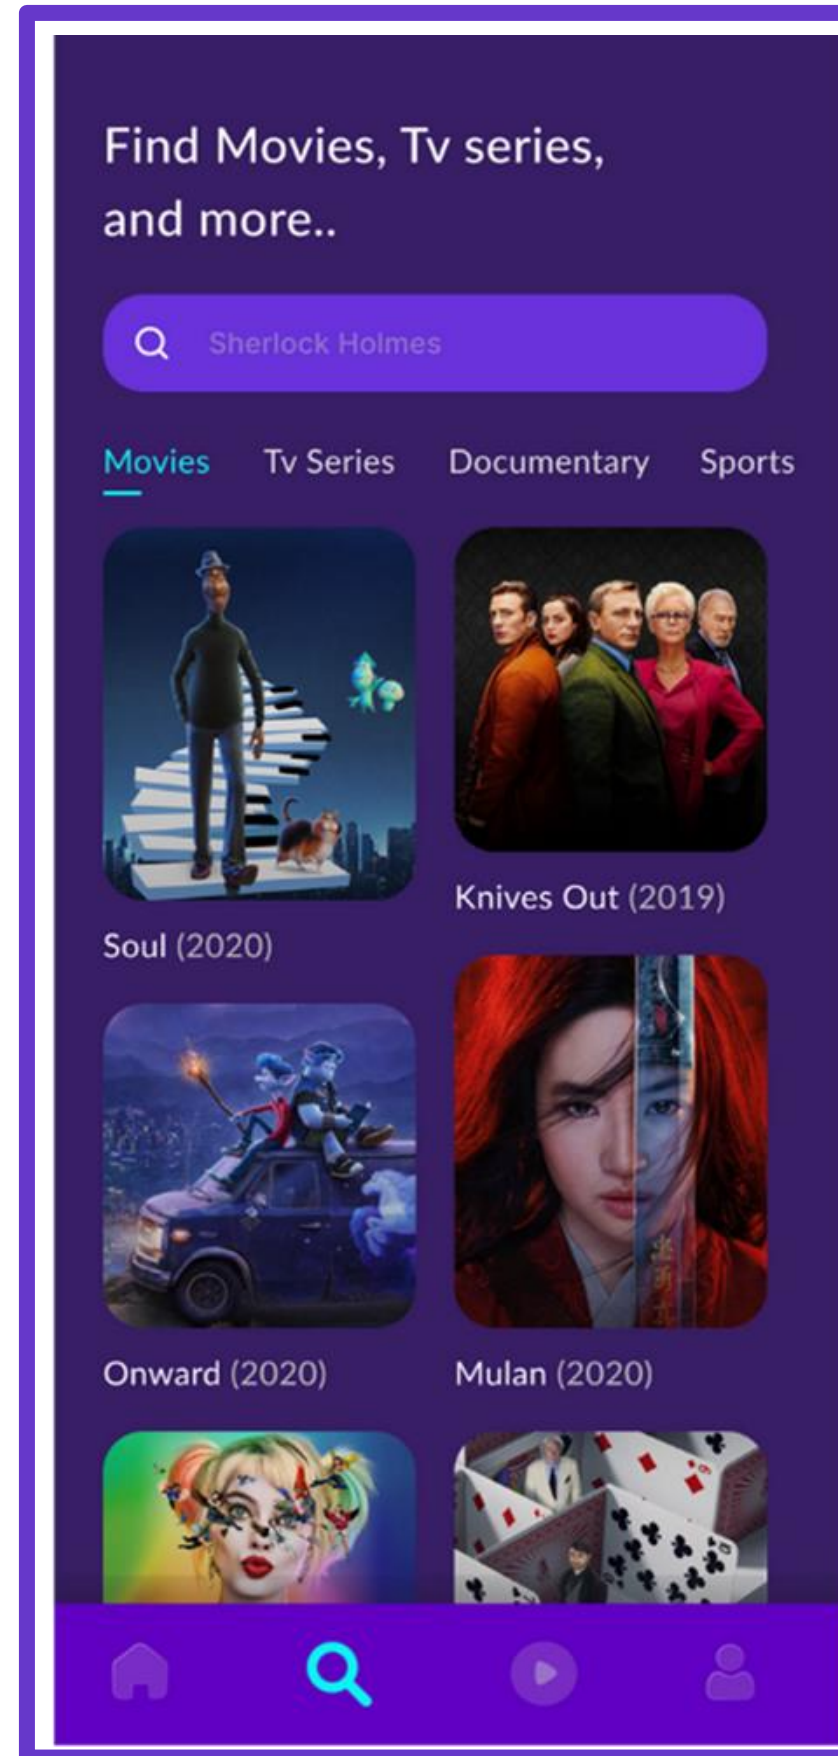 Find Movies, Tv series,
and more..
Sherlock Holmes
Movies Tv Series Documentary Sports
Soul (2020)
Knives Out (2019)
Onward (2020)
Mulan (2020)